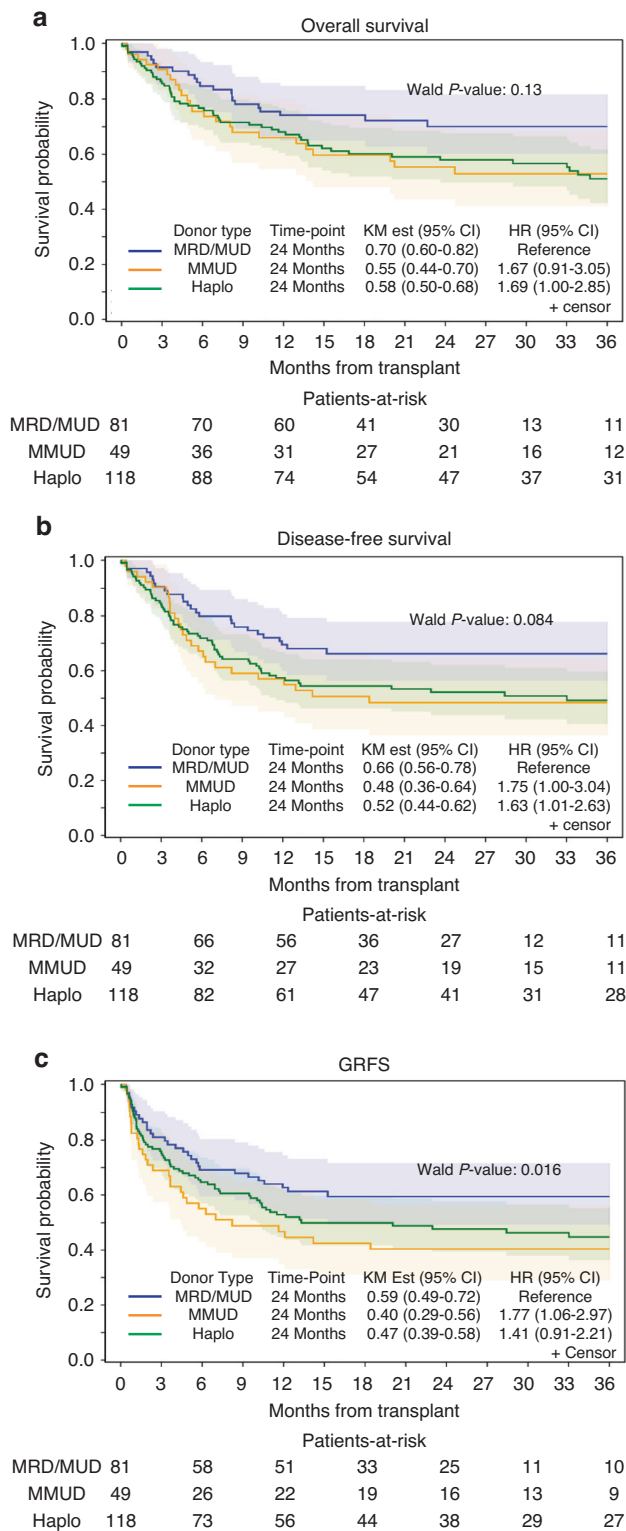 a
Overall survival
Survival probability
1.0
0.8
0.6
0.4
0.2
0.0
Wald P-value: 0.13
Donor type Time-point KM est (95% CI) HR (95% CI)
MRD/MUD 24 Months 0.70 (0.60-0.82) Reference
MMUD 24 Months 0.55 (0.44-0.70) 1.67 (0.91-3.05)
Haplo 24 Months 0.58 (0.50-0.68) 1.69 (1.00-2.85)
+ censor
0 3 6 9 12 15 18 21 24 27 30 33 36
Months from transplant
Patients-at-risk
MRD/MUD 81 70 60 41 30 13 11
MMUD 49 36 31 27 21 16 12
Haplo 118 88 74 54 47 37 31
b
Disease-free survival
Survival probability
1.0
0.8
0.6
0.4
0.2
0.0
Wald P-value: 0.084
Donor type Time-point KM est (95% CI) HR (95% CI)
MRD/MUD 24 Months 0.66 (0.56-0.78) Reference
MMUD 24 Months 0.48 (0.36-0.64) 1.75 (1.00-3.04)
Haplo 24 Months 0.52 (0.44-0.62) 1.63 (1.01-2.63)
+ censor
0 3 6 9 12 15 18 21 24 27 30 33 36
Months from transplant
Patients-at-risk
MRD/MUD 81 66 56 36 27 12 11
MMUD 49 32 27 23 19 15 11
Haplo 118 82 61 47 41 31 28
c
GRFS
Survival probability
1.0
0.8
0.6
0.4
0.2
0.0
Wald P-value: 0.016
Donor Type Time-Point KM Est (95% CI) HR (95% CI)
MRD/MUD 24 Months 0.59 (0.49-0.72) Reference
MMUD 24 Months 0.40 (0.29-0.56) 1.77 (1.06-2.97)
Haplo 24 Months 0.47 (0.39-0.58) 1.41 (0.91-2.21)
+ Censor
0 3 6 9 12 15 18 21 24 27 30 33 36
Months from transplant
Patients-at-risk
MRD/MUD 81 58 51 33 25 11 10
MMUD 49 26 22 19 16 13 9
Haplo 118 73 56 44 38 29 27